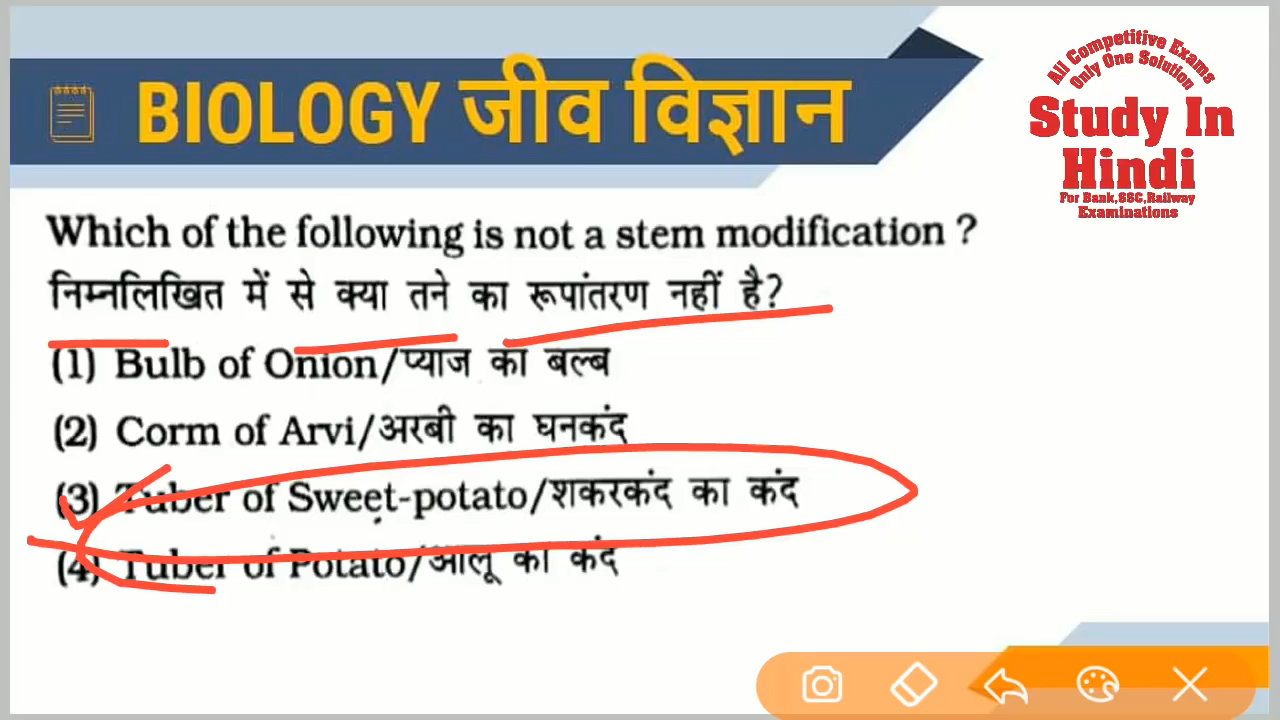 BIOLOGY जीव विज्ञान
All Competitive Exams
Only One Solution
Study In
Hindi
For Bank,SSC,Railway
Examinations
Which of the following is not a stem modification ?
निम्नलिखित में से क्या तने का रूपांतरण नहीं है?
(1) Bulb of Onion/प्याज का बल्ब
(2) Corm of Arvi/अरबी का घनकंद
(3) Tuber of Sweet-potato/शकरकंद का कंद
(4) Tuber of Potato/आलू का कंद